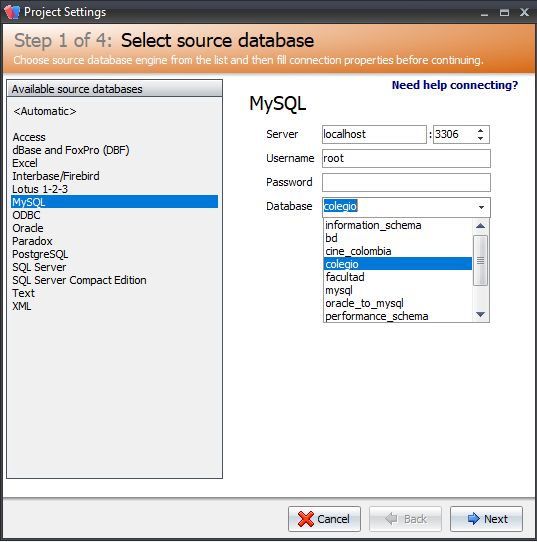 Project Settings
Step 1 of 4: Select source database
Choose source database engine from the list and then fill connection properties before continuing.
Available source databases
<Automatic>
Access
dBase and FoxPro (DBF)
Excel
Interbase/Firebird
Lotus 1-2-3
MySQL
ODBC
Oracle
Paradox
PostgreSQL
SQL Server
SQL Server Compact Edition
Text
XML
Need help connecting?
MySQL
Server localhost : 3306
Username root
Password
Database colegio
information_schema
bd
cine_colombia
colegio
facultad
mysql
oracle_to_mysql
performance_schema
Cancel Back Next